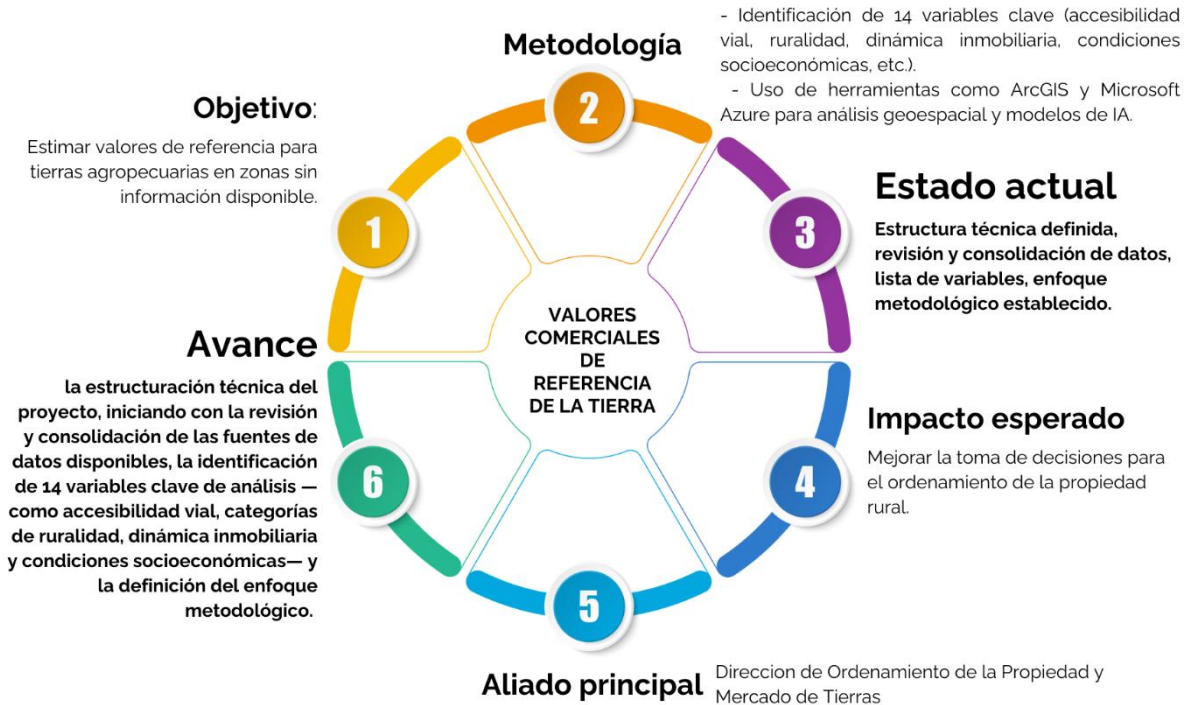 Objetivo:
Estimar valores de referencia para
tierras agropecuarias en zonas sin
información disponible.
1
Metodología
- Identificación de 14 variables clave (accesibilidad
vial, ruralidad, dinámica inmobiliaria, condiciones
socioeconómicas, etc.).
- Uso de herramientas como ArcGIS y Microsoft
Azure para análisis geoespacial y modelos de IA.
2
Estado actual
Estructura técnica definida,
revisión y consolidación de datos,
lista de variables, enfoque
metodológico establecido.
3
VALORES
COMERCIALES
DE
REFERENCIA
DE LA TIERRA
Impacto esperado
Mejorar la toma de decisiones para
el ordenamiento de la propiedad
rural.
4
5
Aliado principal
Direccion de Ordenamiento de la Propiedad y
Mercado de Tierras
Avance
la estructuración técnica del
proyecto, iniciando con la revisión
y consolidación de las fuentes de
datos disponibles, la identificación
de 14 variables clave de análisis —
como accesibilidad vial, categorías
de ruralidad, dinámica inmobiliaria
y condiciones socioeconómicas— y
la definición del enfoque
metodológico.
6